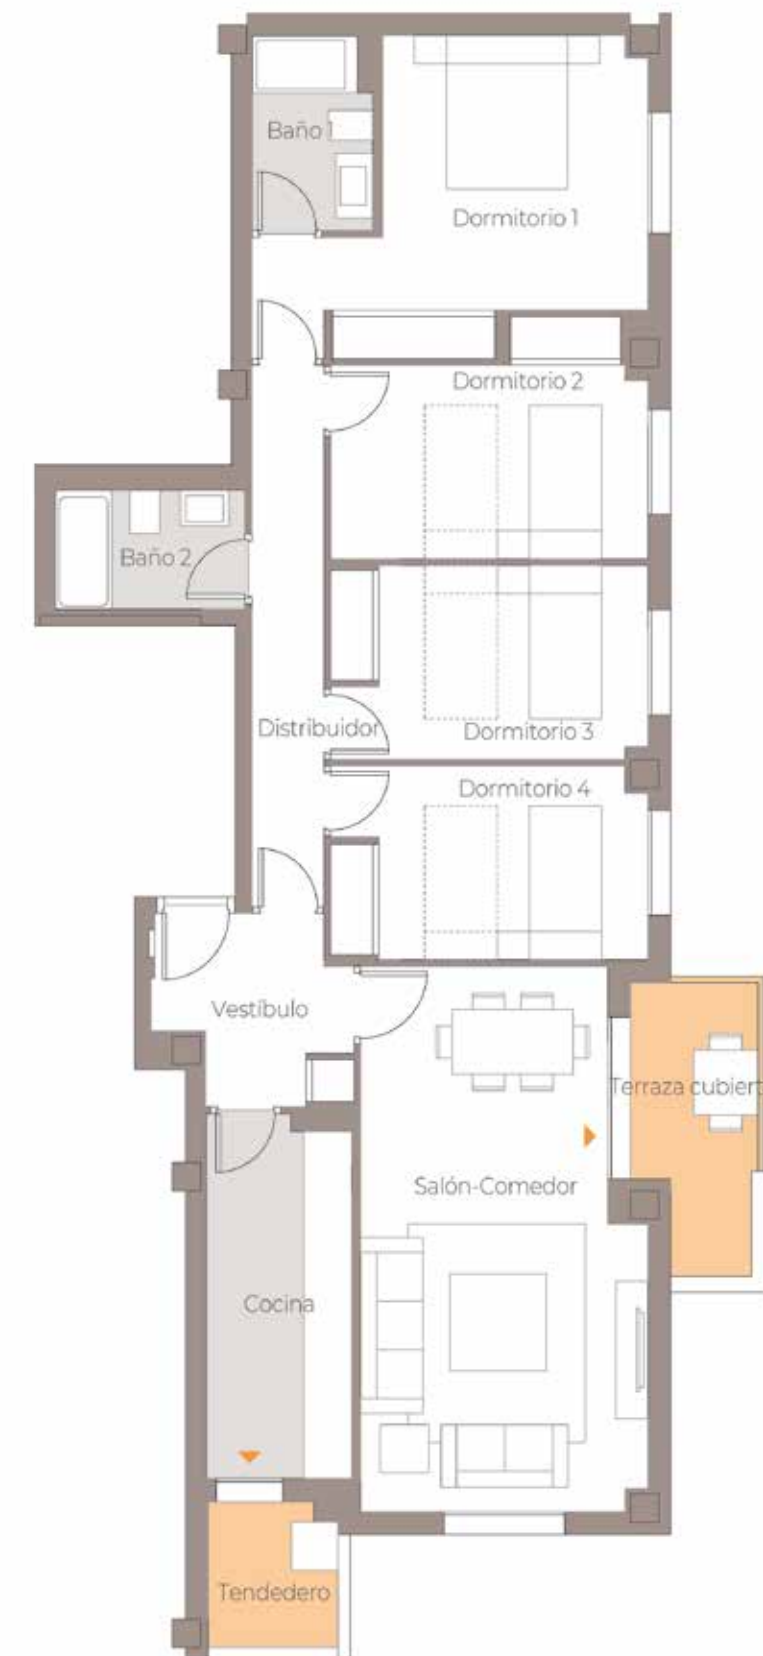 Baño 1
Dormitorio 1
Dormitorio 2
Baño 2
Distribuidor
Dormitorio 3
Dormitorio 4
Vestíbulo
Terraza cubiert
Salón-Comedor
Cocina
Tendedero